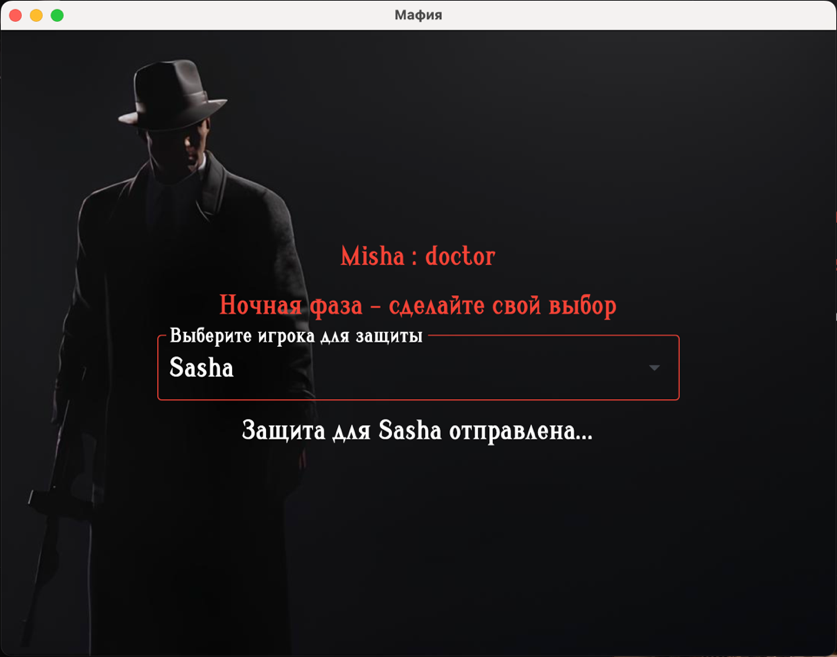 Мафия
Misha : doctor
Ночная фаза - сделайте свой выбор
Выберите игрока для защиты
Sasha
Защита для Sasha отправлена...